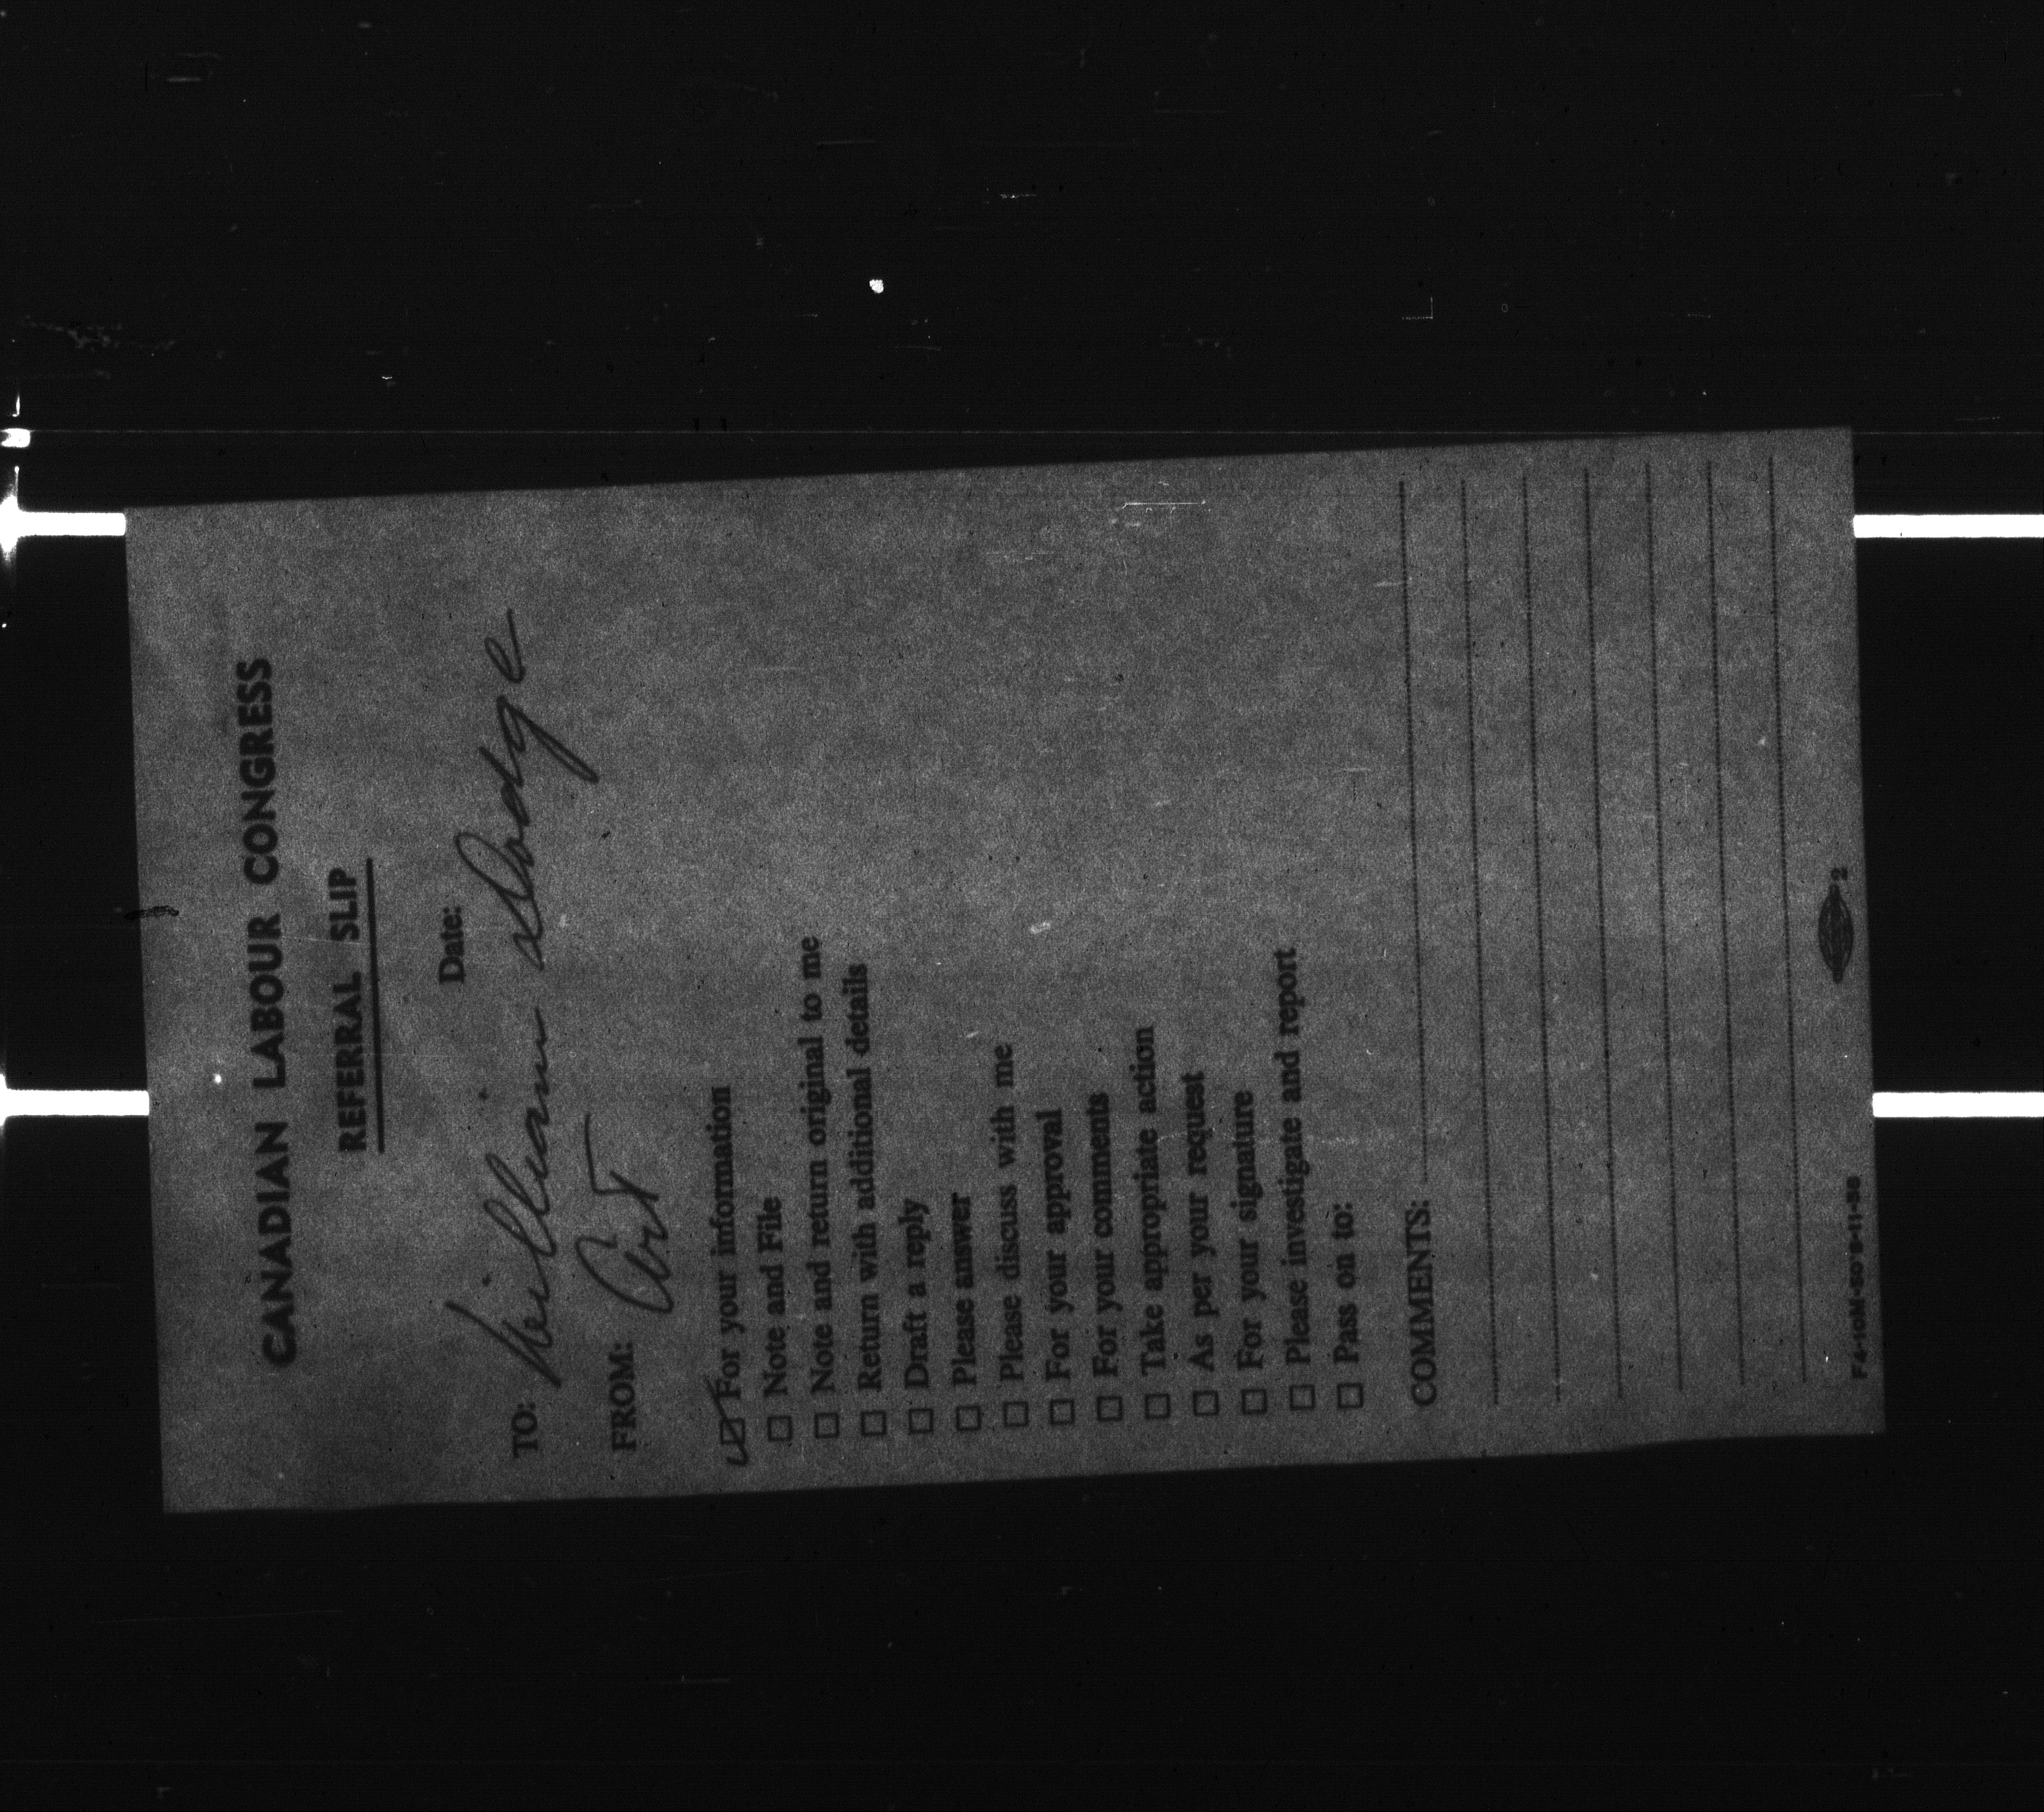 CANADIAN LABOUR CONGRESS
REFERRAL SLIP
Date:
TO: William Dodge
FROM: Art
☑ For your information
☐ Note and File
☐ Note and return original to me
☐ Return with additional details
☐ Draft a reply
☐ Please answer
☐ Please discuss with me
☐ For your approval
☐ For your comments
☐ Take appropriate action
☐ As per your request
☐ For your signature
☐ Please investigate and report
☐ Pass on to:
COMMENTS:
2